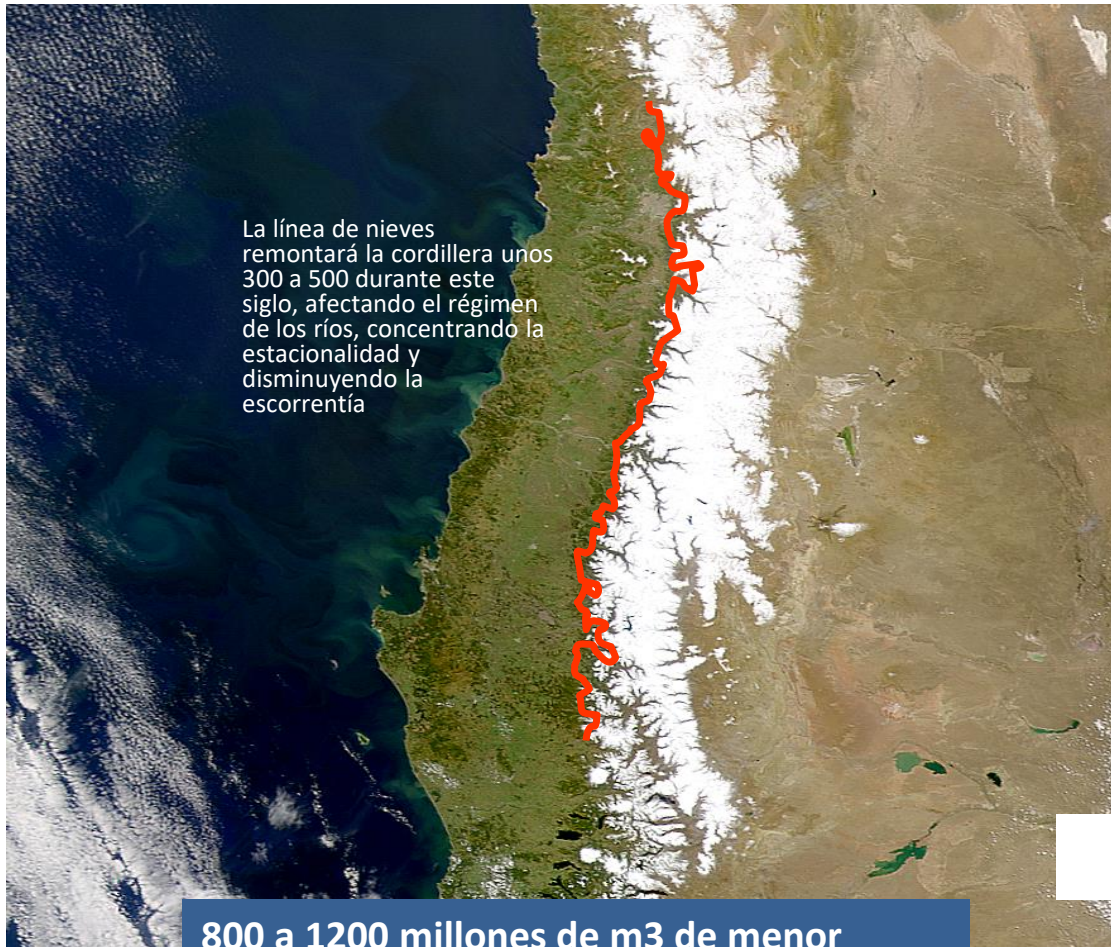 La línea de nieves
remontará la cordillera unos
300 a 500 durante este
siglo, afectando el régimen
de los ríos, concentrando la
estacionalidad y
disminuyendo la
escorrentía
800 a 1200 millones de m3 de menor